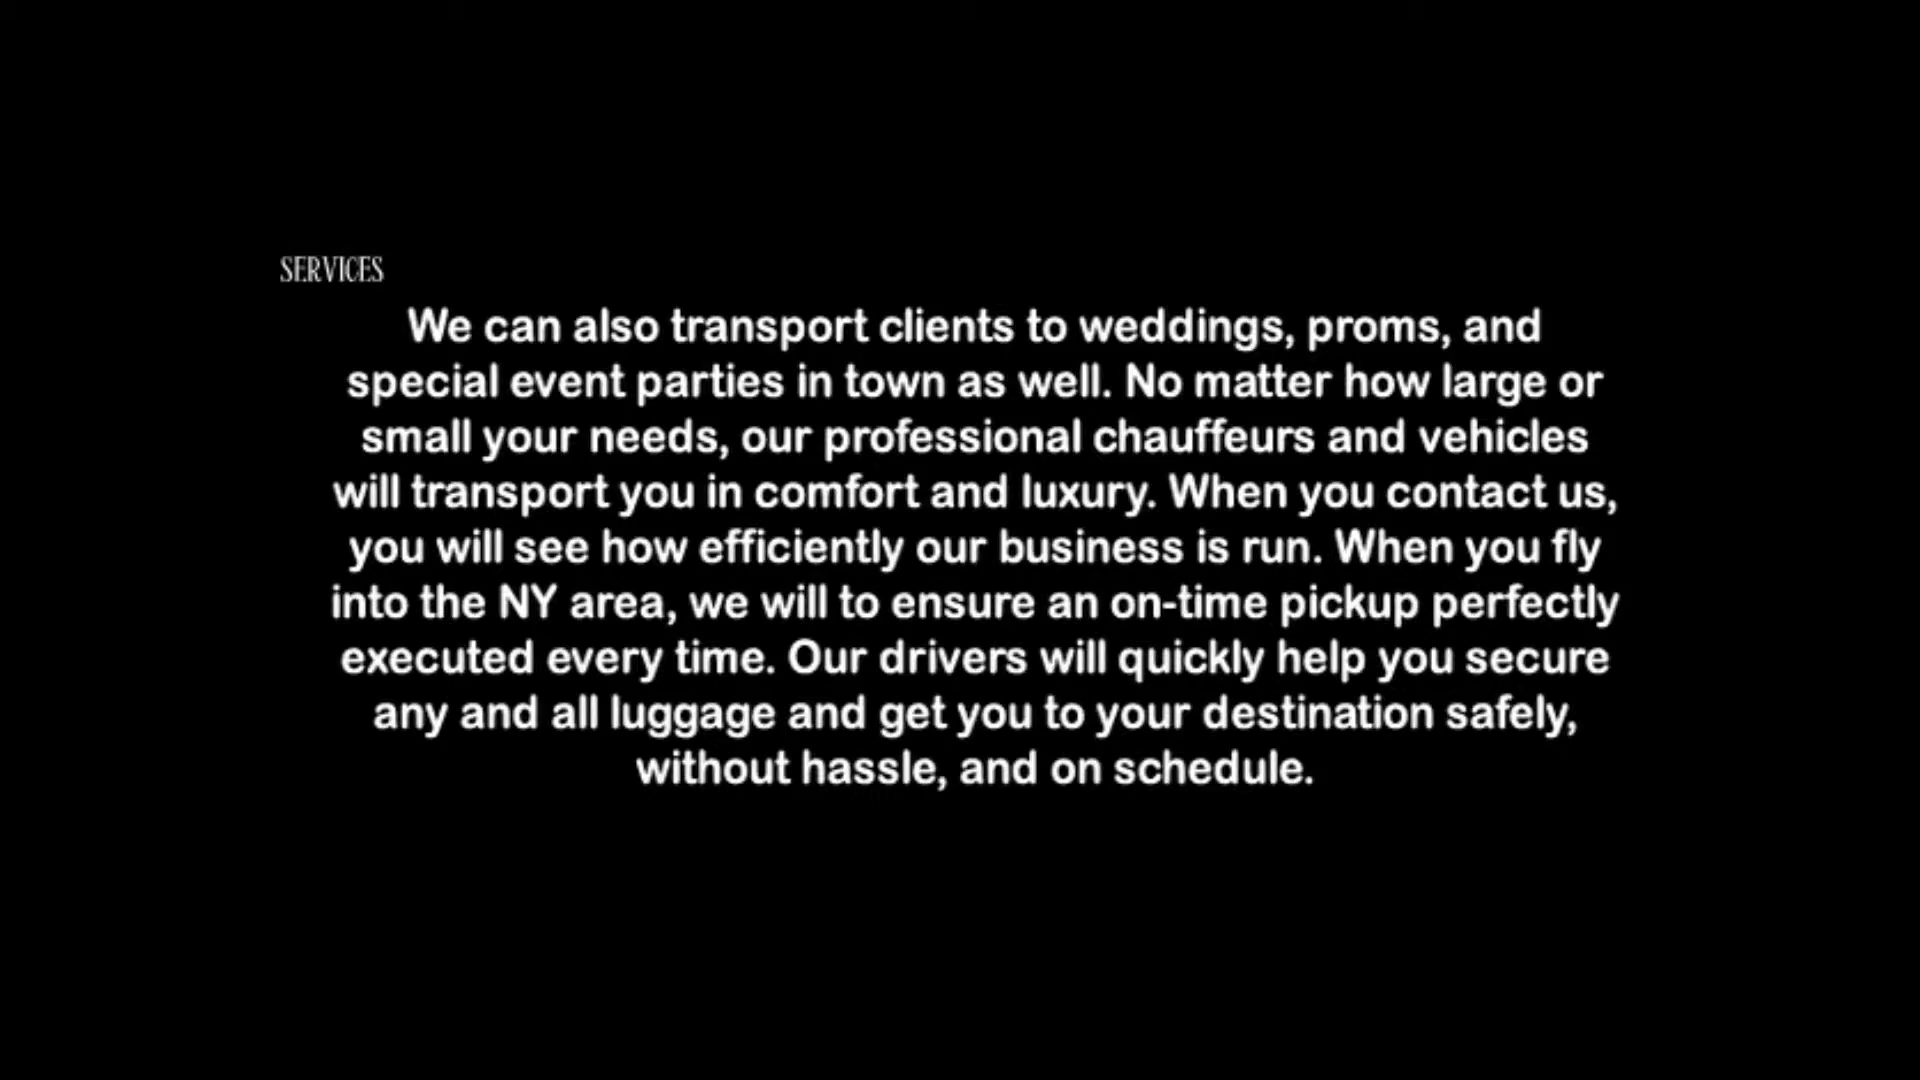 SERVICES
We can also transport clients to weddings, proms, and
special event parties in town as well. No matter how large or
small your needs, our professional chauffeurs and vehicles
will transport you in comfort and luxury. When you contact us,
you will see how efficiently our business is run. When you fly
into the NY area, we will to ensure an on-time pickup perfectly
executed every time. Our drivers will quickly help you secure
any and all luggage and get you to your destination safely,
without hassle, and on schedule.